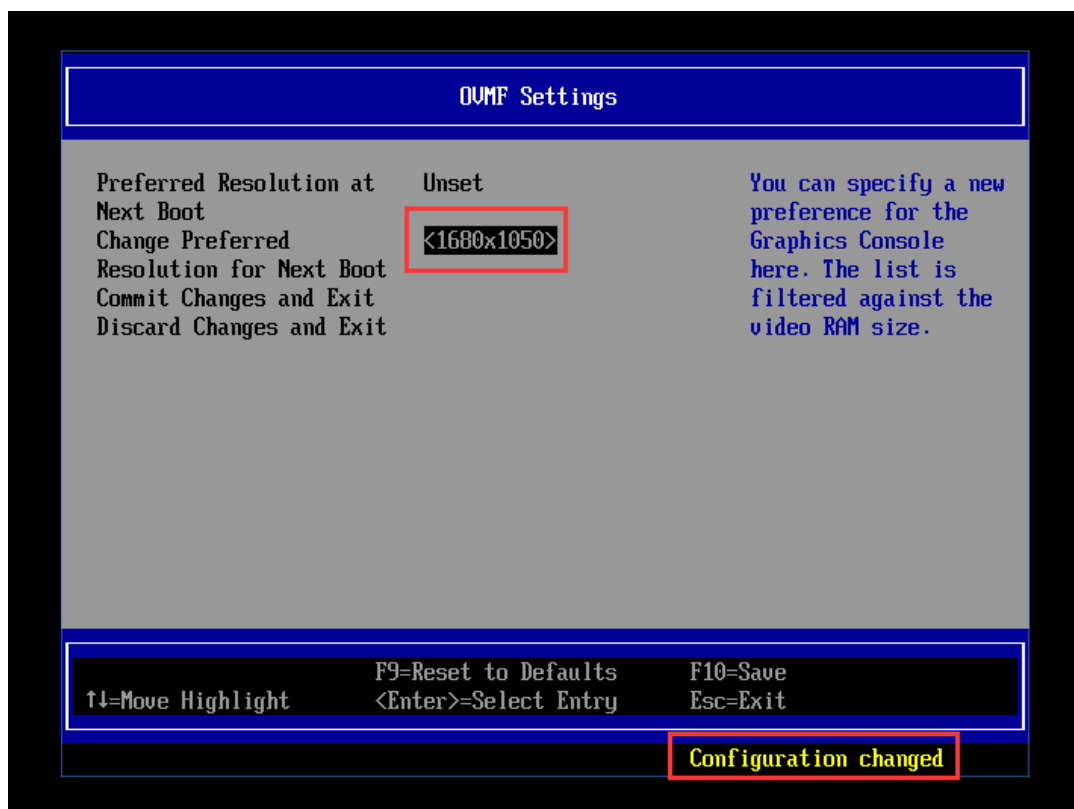 OVMF Settings
Preferred Resolution at Unset
Next Boot
Change Preferred <1680x1050>
Resolution for Next Boot
Commit Changes and Exit
Discard Changes and Exit
You can specify a new
preference for the
Graphics Console
here. The list is
filtered against the
video RAM size.
F9=Reset to Defaults F10=Save
↑↓=Move Highlight <Enter>=Select Entry Esc=Exit
Configuration changed